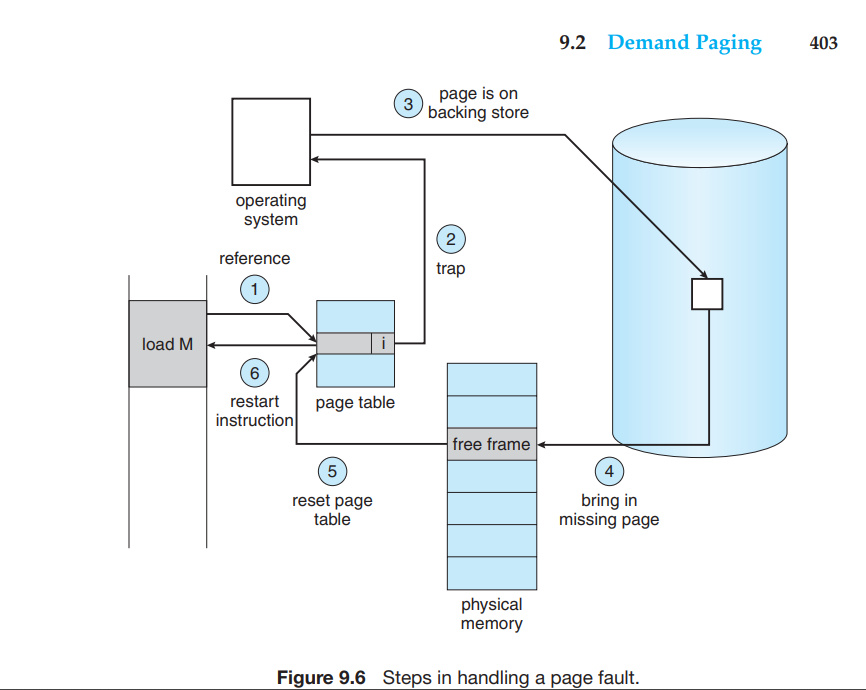 9.2 Demand Paging 403
3
page is on
backing store
operating
system
2
trap
reference
1
load M
i
6
restart
instruction
page table
free frame
5
reset page
table
4
bring in
missing page
physical
memory
Figure 9.6 Steps in handling a page fault.